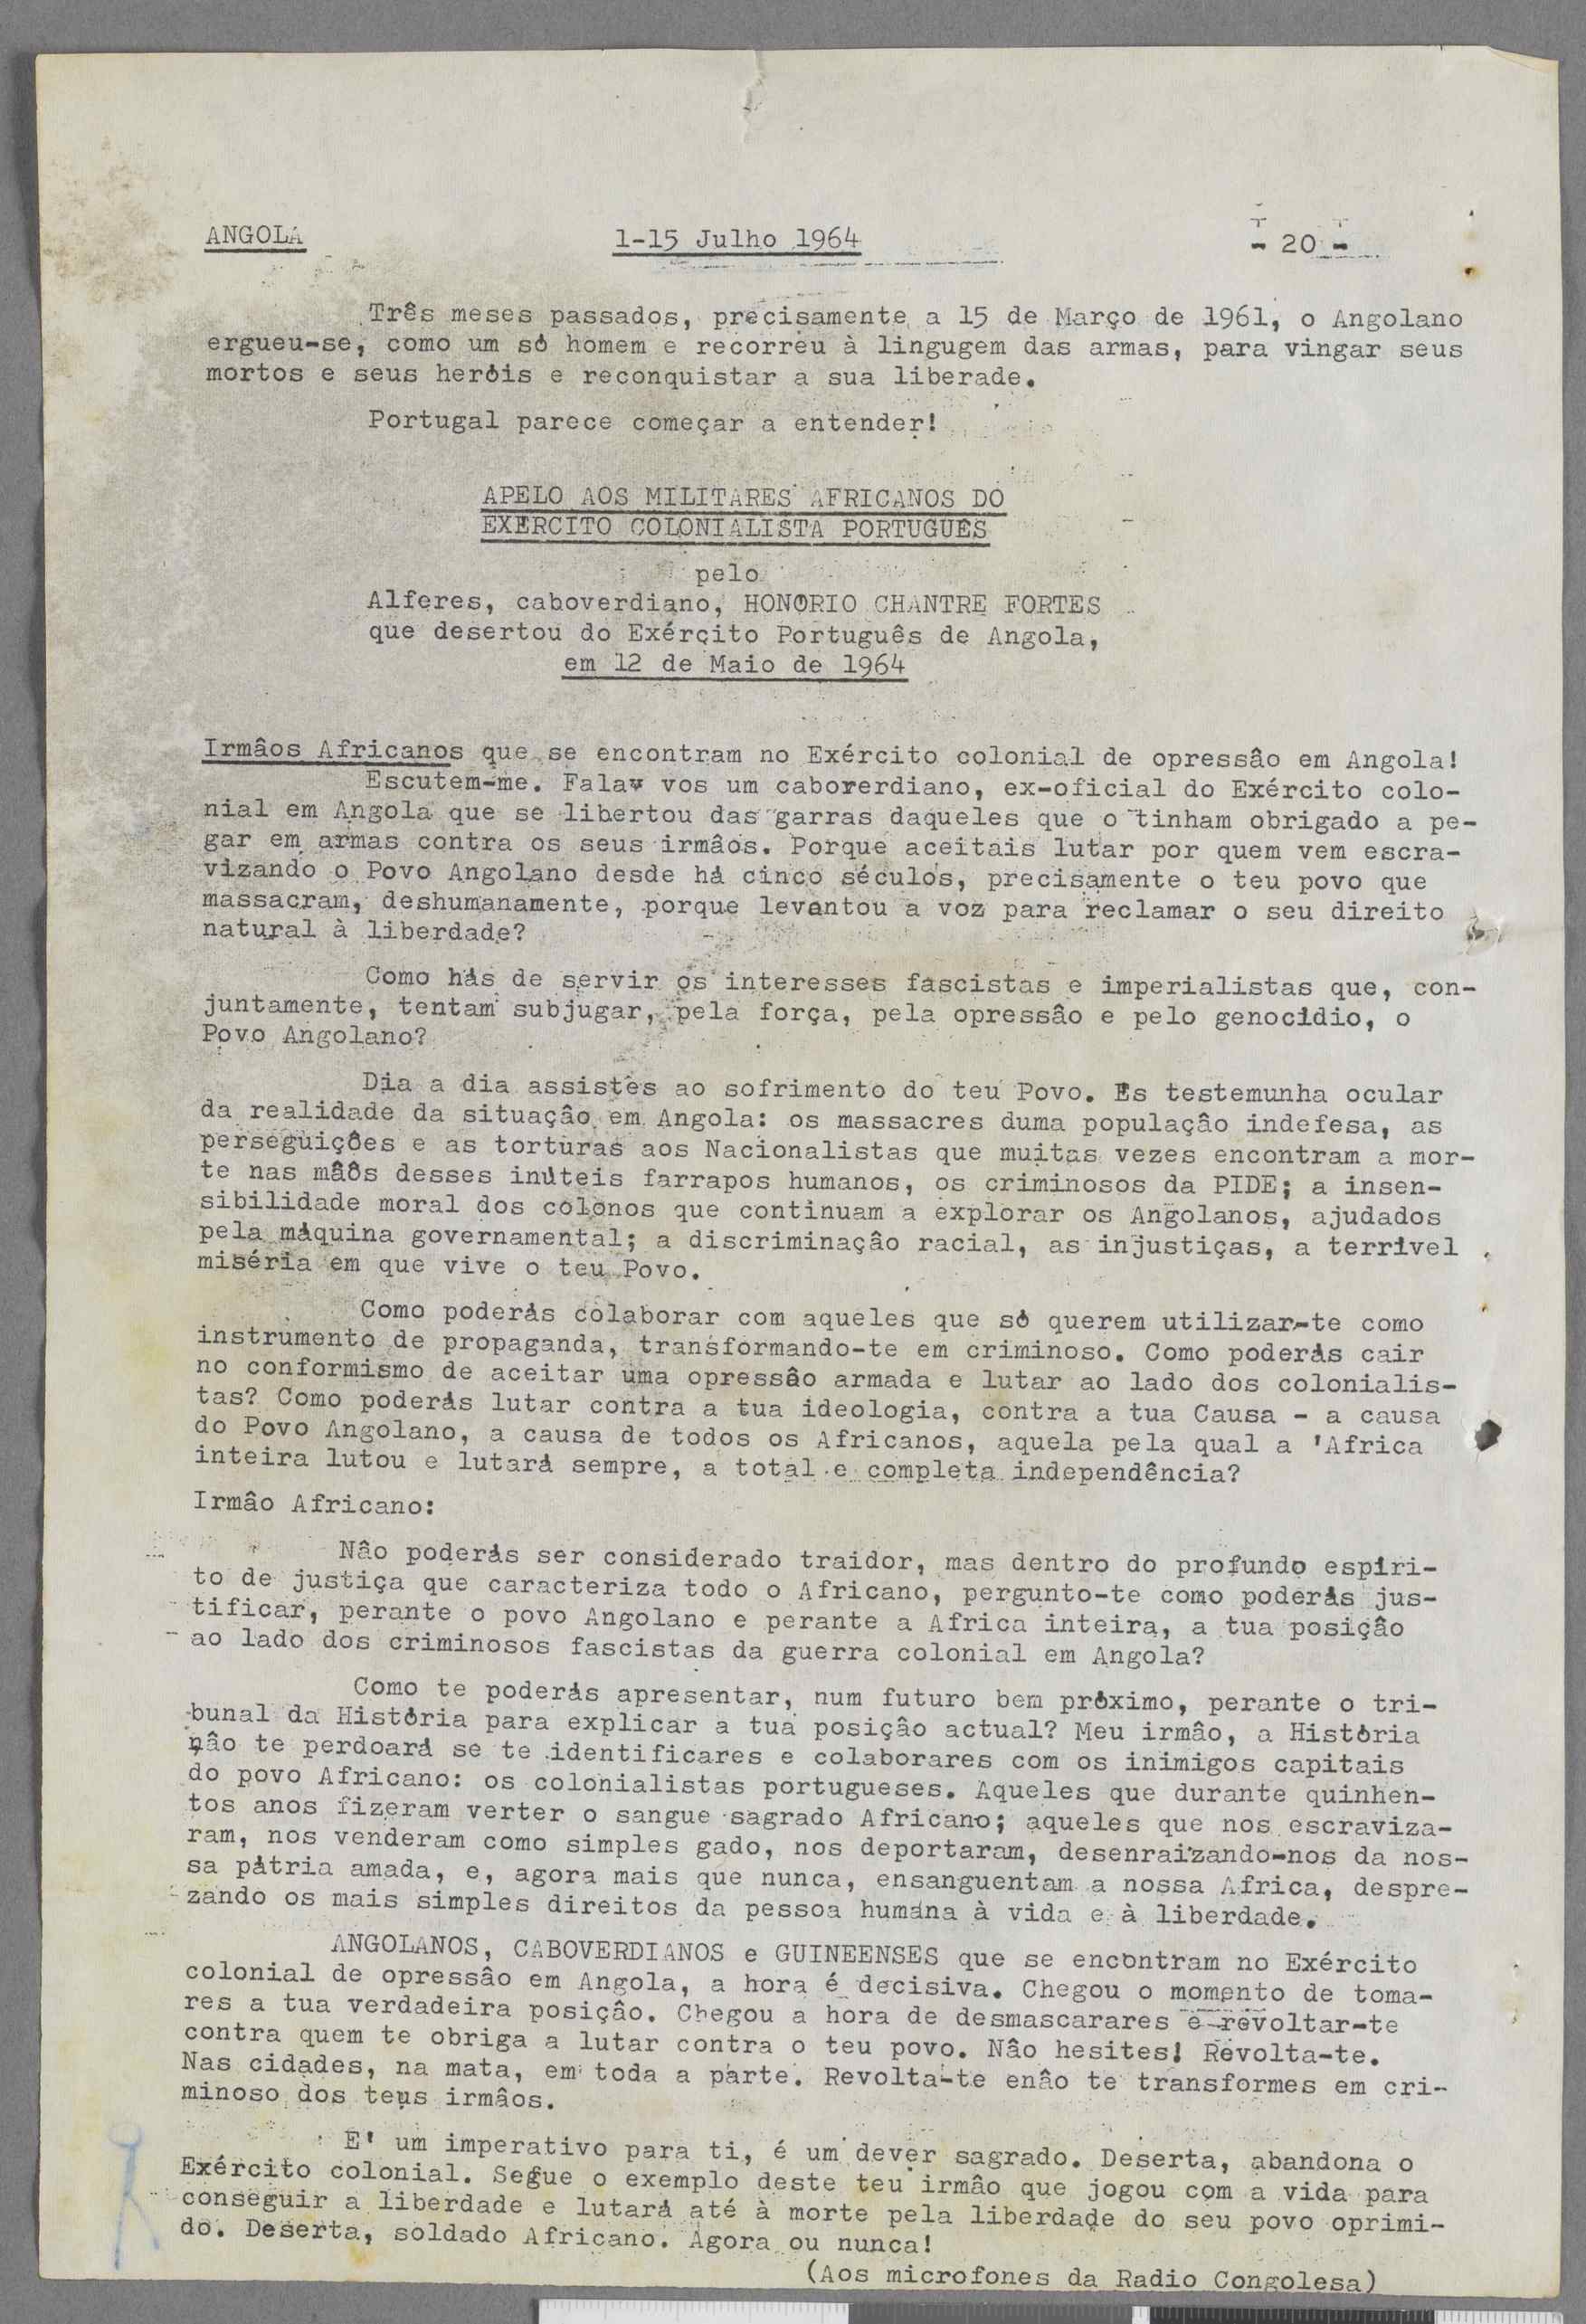 ANGOLA 1-15 Julho 1964 - 20 -
Três meses passados, precisamente a 15 de Março de 1961, o Angolano
ergueu-se, como um só homem e recorreu à lingugem das armas, para vingar seus
mortos e seus heróis e reconquistar a sua liberade.
Portugal parece começar a entender!
APELO AOS MILITARES AFRICANOS DO
EXERCITO COLONIALISTA PORTUGUÊS
pelo
Alferes, caboverdiano, HONORIO CHANTRE FORTES
que desertou do Exército Português de Angola,
em 12 de Maio de 1964
Irmâos Africanos que se encontram no Exército colonial de opressâo em Angola!
Escutem-me. Fala vos um caborerdiano, ex-oficial do Exército colo-
nial em Angola que se libertou das garras daqueles que o tinham obrigado a pe-
gar em armas contra os seus irmâos. Porque aceitais lutar por quem vem escra-
vizando o Povo Angolano desde há cinco séculos, precisamente o teu povo que
massacram, deshumanamente, porque levantou a voz para reclamar o seu direito
natural à liberdade?
Como hás de servir os interesses fascistas e imperialistas que, con-
juntamente, tentam subjugar, pela força, pela opressâo e pelo genocídio, o
Povo Angolano?
Dia a dia assistes ao sofrimento do teu Povo. Es testemunha ocular
da realidade da situaçâo em Angola: os massacres duma populaçâo indefesa, as
perseguiçôes e as torturas aos Nacionalistas que muitas vezes encontram a mor-
te nas mâôs desses inúteis farrapos humanos, os criminosos da PIDE; a insen-
sibilidade moral dos colonos que continuam a explorar os Angolanos, ajudados
pela máquina governamental; a discriminaçâo racial, as injustiças, a terrível
miséria em que vive o teu Povo.
Como poderás colaborar com aqueles que só querem utilizar-te como
instrumento de propaganda, transformando-te em criminoso. Como poderás cair
no conformismo de aceitar uma opressâo armada e lutar ao lado dos colonialis-
tas? Como poderás lutar contra a tua ideologia, contra a tua Causa - a causa
do Povo Angolano, a causa de todos os Africanos, aquela pela qual a 'Africa
inteira lutou e lutará sempre, a total e completa independência?
Irmâo Africano:
Nâo poderás ser considerado traidor, mas dentro do profundo espíri-
to de justiça que caracteriza todo o Africano, pergunto-te como poderás jus-
tificar, perante o povo Angolano e perante a Africa inteira, a tua posiçâo
ao lado dos criminosos fascistas da guerra colonial em Angola?
Como te poderás apresentar, num futuro bem próximo, perante o tri-
bunal da História para explicar a tua posiçâo actual? Meu irmâo, a História
nâo te perdoará se te identificares e colaborares com os inimigos capitais
do povo Africano: os colonialistas portugueses. Aqueles que durante quinhen-
tos anos fizeram verter o sangue sagrado Africano; aqueles que nos escraviza-
ram, nos venderam como simples gado, nos deportaram, desenraizando-nos da nos-
sa pátria amada, e, agora mais que nunca, ensanguentam a nossa Africa, despre-
zando os mais simples direitos da pessoa humana à vida e à liberdade.
ANGOLANOS, CABOVERDIANOS e GUINEENSES que se encontram no Exército
colonial de opressâo em Angola, a hora é decisiva. Chegou o momento de toma-
res a tua verdadeira posiçâo. Chegou a hora de desmascarares e revoltar-te
contra quem te obriga a lutar contra o teu povo. Nâo hesites! Revolta-te.
Nas cidades, na mata, em toda a parte. Revolta-te enâo te transformes em cri-
minoso dos teus irmâos.
E' um imperativo para ti, é um dever sagrado. Deserta, abandona o
Exército colonial. Segue o exemplo deste teu irmâo que jogou com a vida para
conseguir a liberdade e lutará até à morte pela liberdade do seu povo oprimi-
do. Deserta, soldado Africano. Agora ou nunca!
(Aos microfones da Radio Congolesa)